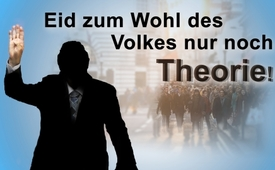 Eid zum Wohl des
Volkes nur noch
Theorie!